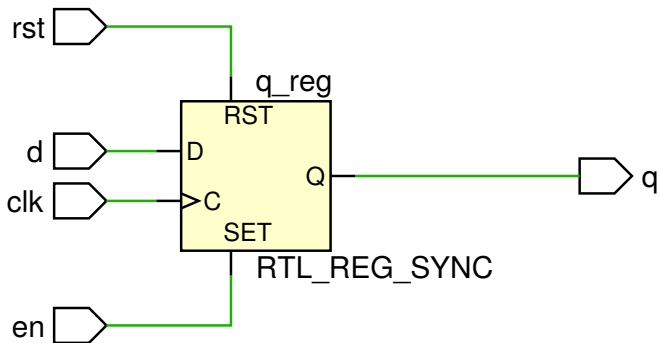 rst
q_reg
RST
d
D
Q
q
clk
C
SET
RTL_REG_SYNC
en